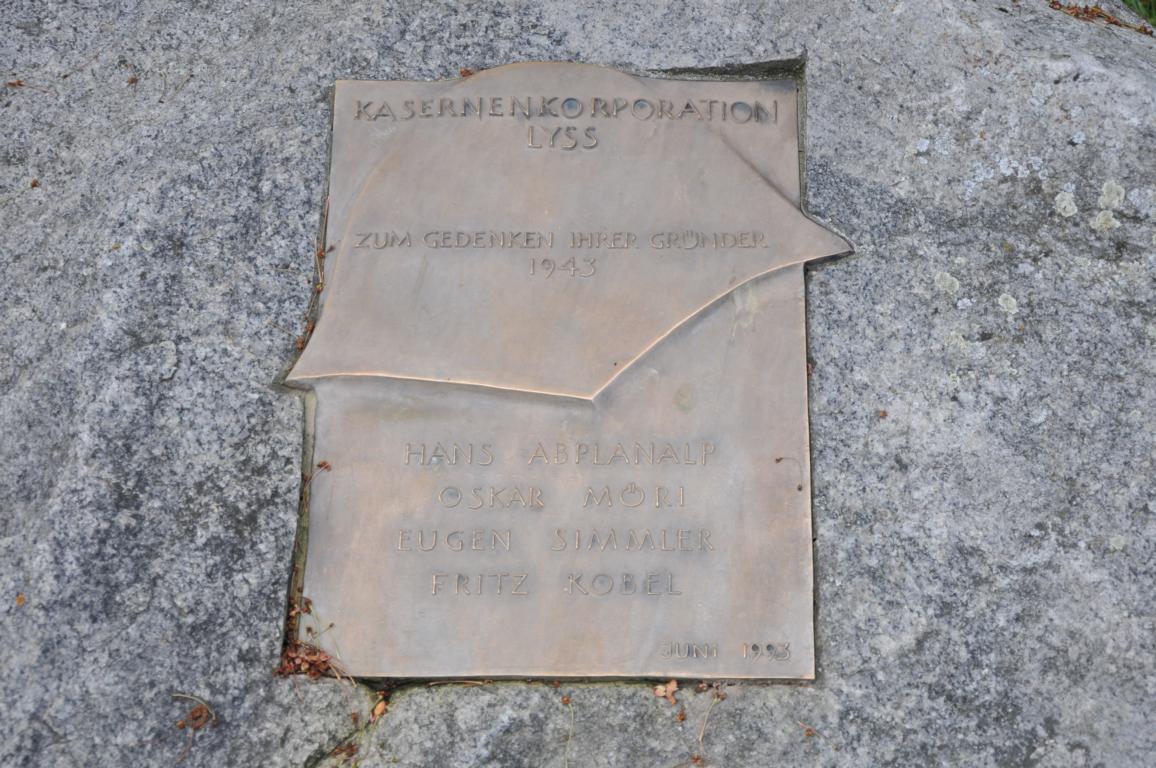 KASERNENKORPORATION
LYSS
ZUM GEDENKEN IHRER GRÜNDER
1943
HANS ABPLANALP
OSKAR MÖRI
EUGEN SIMMLER
FRITZ KOBEL
JUNI 1993